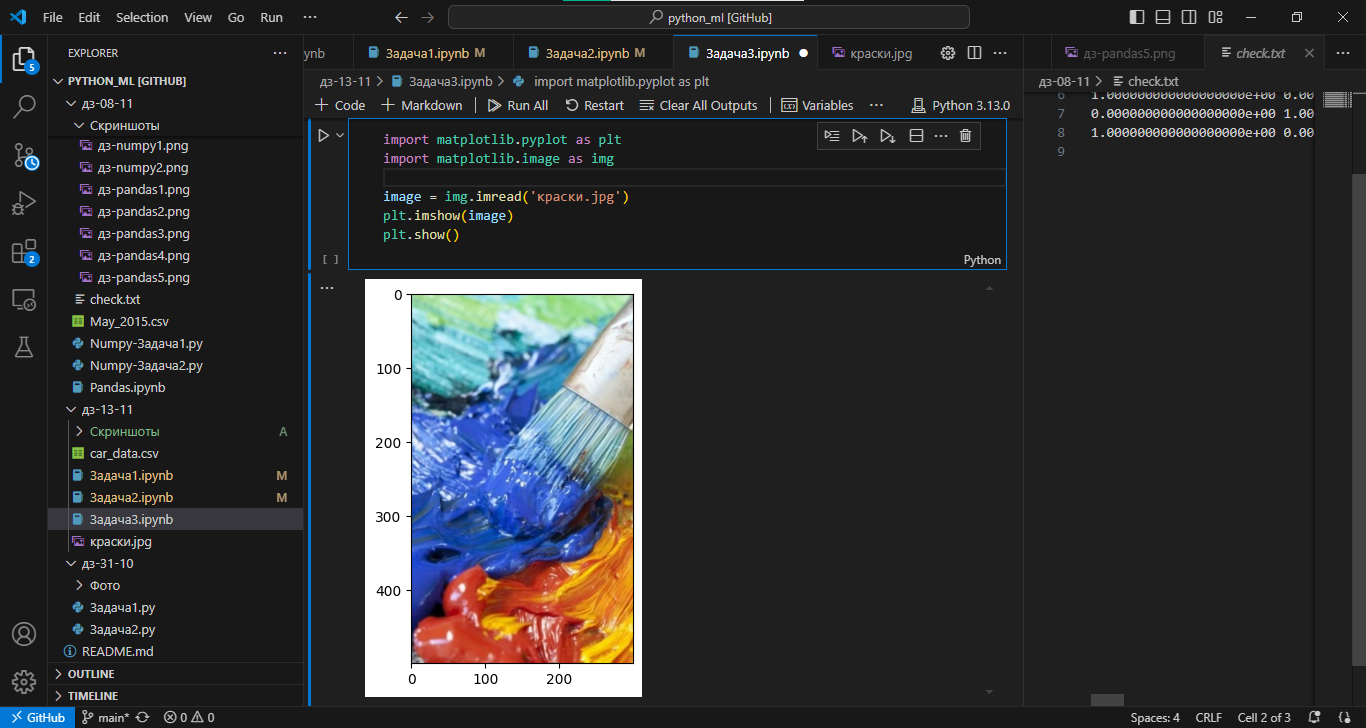 File Edit Selection View Go Run ···
python_ml [GitHub]
EXPLORER
PYTHON_ML [GITHUB]
дз-08-11
Скриншоты
дз-numpy1.png
дз-numpy2.png
дз-pandas1.png
дз-pandas2.png
дз-pandas3.png
дз-pandas4.png
дз-pandas5.png
check.txt
May_2015.csv
Numpy-Задача1.py
Numpy-Задача2.py
Pandas.ipynb
дз-13-11
Скриншоты A
car_data.csv
Задача1.ipynb M
Задача2.ipynb M
Задача3.ipynb
краски.jpg
дз-31-10
Фото
Задача1.py
Задача2.py
README.md
OUTLINE
TIMELINE
5
2
ynb Задача1.ipynb M Задача2.ipynb M Задача3.ipynb краски.jpg
дз-13-11 > Задача3.ipynb > import matplotlib.pyplot as plt
+ Code + Markdown Run All Restart Clear All Outputs Variables ··· Python 3.13.0
import matplotlib.pyplot as plt
import matplotlib.image as img
image = img.imread('краски.jpg')
plt.imshow(image)
plt.show()
[ ] Python
0
100
200
300
400
0 100 200
дз-pandas5.png check.txt
дз-08-11 > check.txt
6 1.000000000000000000e+00 0.00
7 0.000000000000000000e+00 1.00
8 1.000000000000000000e+00 0.00
9
GitHub main* 0 0 Spaces: 4 CRLF Cell 2 of 3